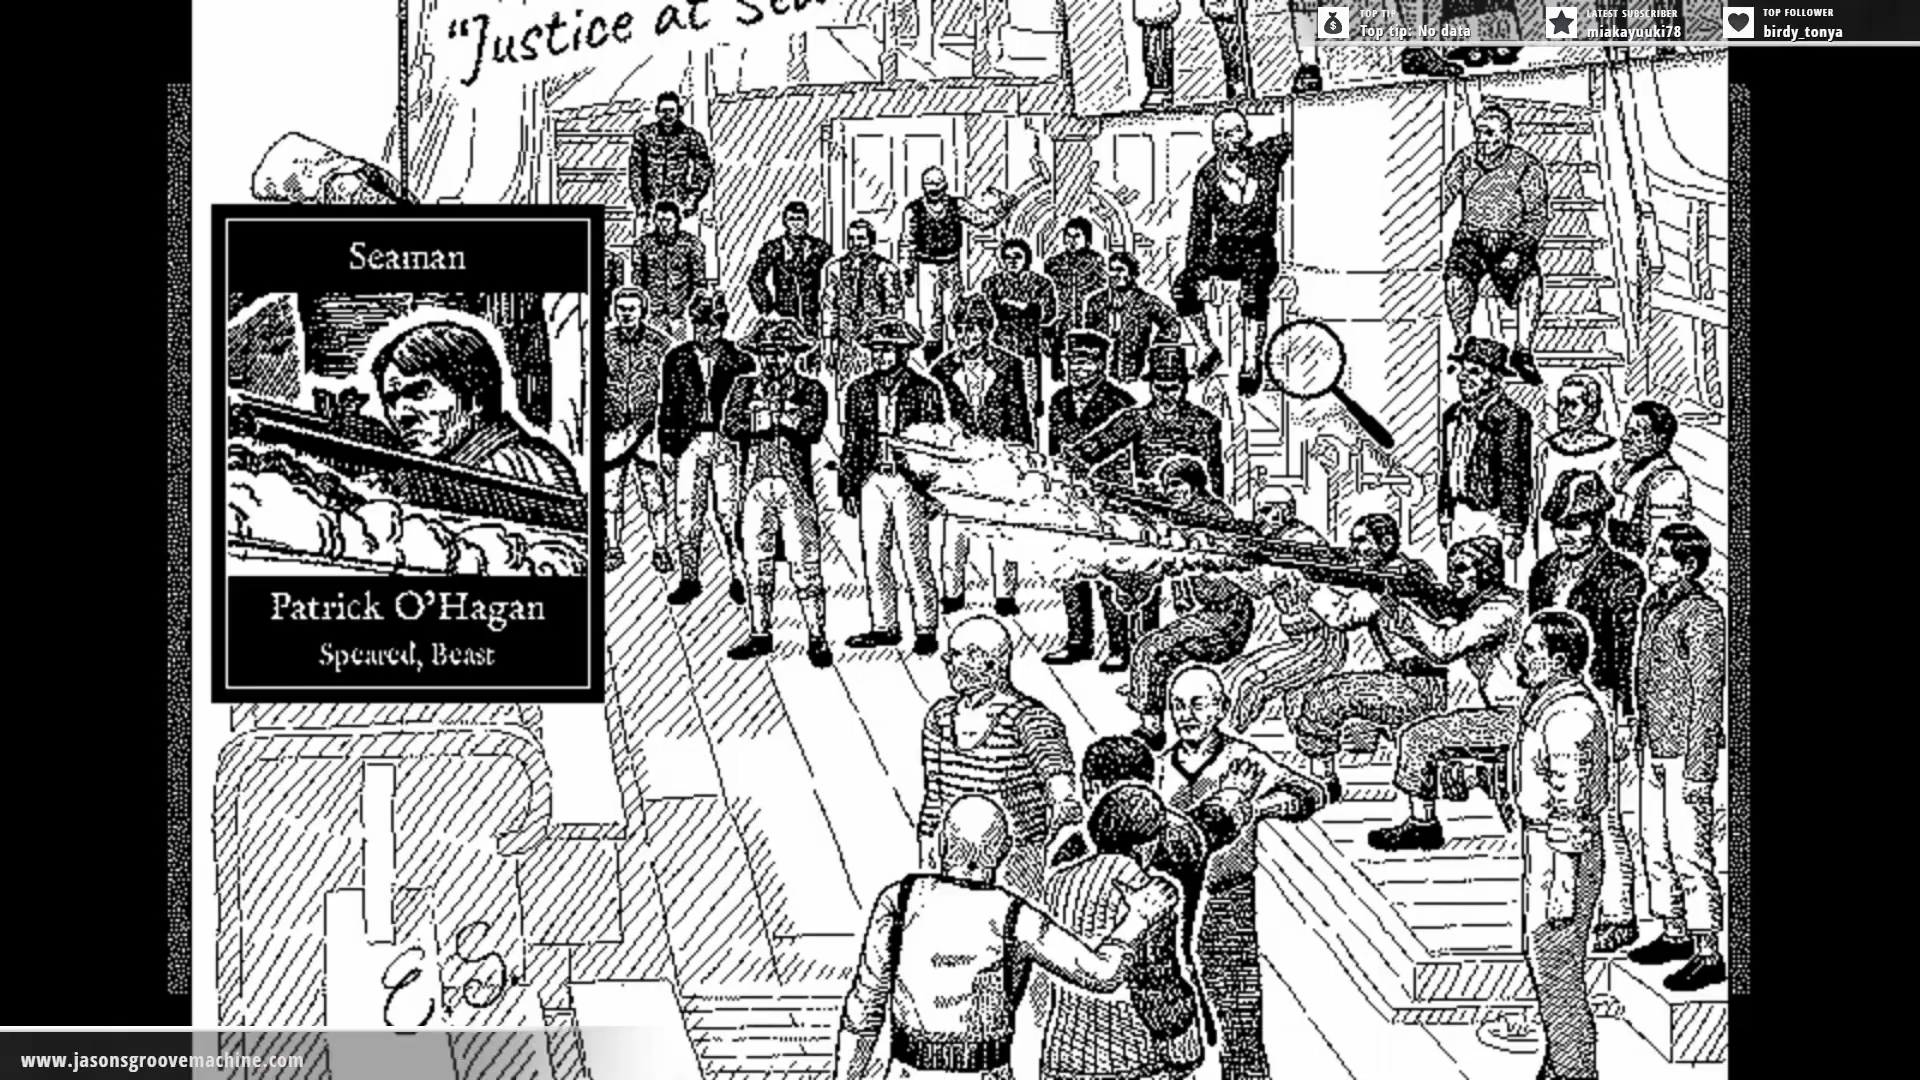 "Justice at Sea
TOP TIP
Top tip: No data
LATEST SUBSCRIBER
miakayuuki78
TOP FOLLOWER
birdy_tonya
Seaman
Patrick O'Hagan
Speared, Beast
E.S.
www.jasonsgroovemachine.com